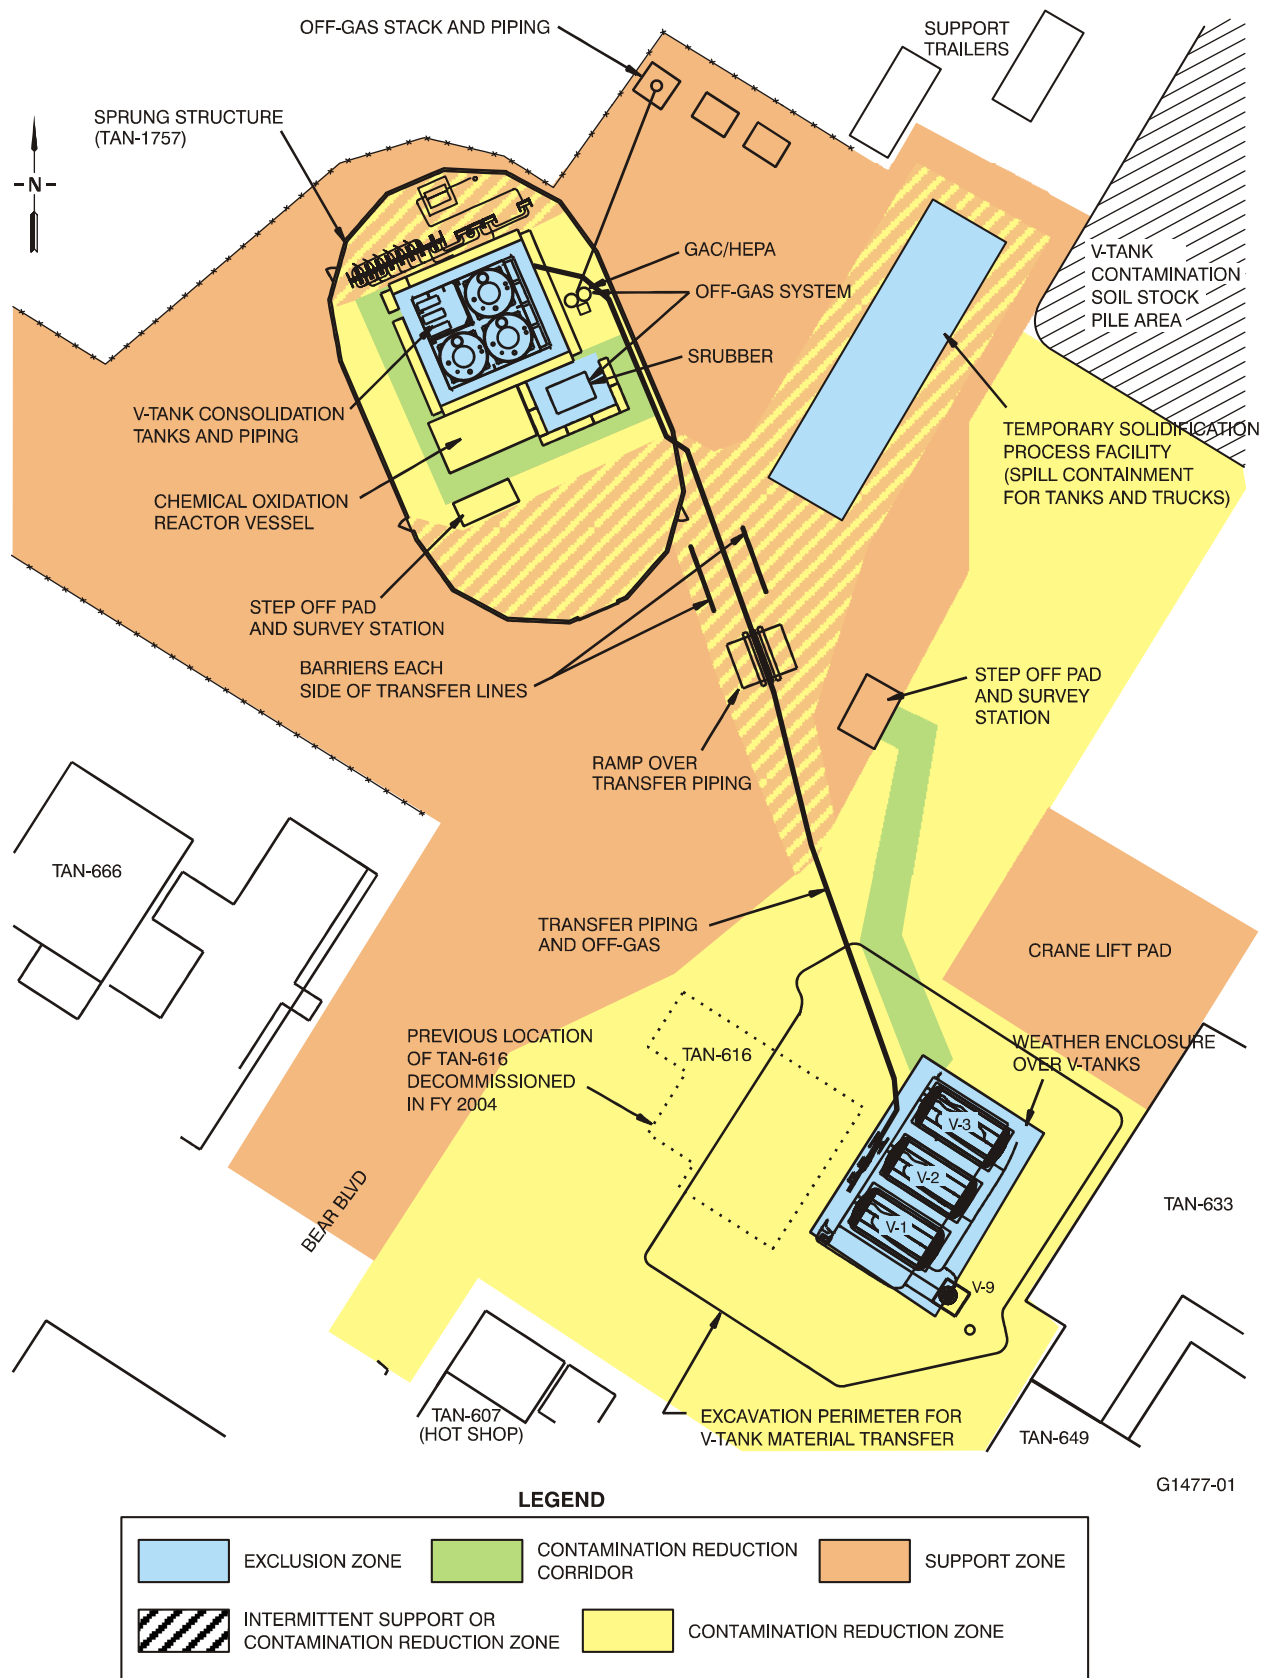 OFF-GAS STACK AND PIPING
SUPPORT
TRAILERS
SPRUNG STRUCTURE
(TAN-1757)
N
GAC/HEPA
OFF-GAS SYSTEM
SRUBBER
V-TANK
CONTAMINATION
SOIL STOCK
PILE AREA
V-TANK CONSOLIDATION
TANKS AND PIPING
TEMPORARY SOLIDIFICATION
PROCESS FACILITY
(SPILL CONTAINMENT
FOR TANKS AND TRUCKS)
CHEMICAL OXIDATION
REACTOR VESSEL
STEP OFF PAD
AND SURVEY STATION
BARRIERS EACH
SIDE OF TRANSFER LINES
STEP OFF PAD
AND SURVEY
STATION
RAMP OVER
TRANSFER PIPING
TAN-666
TRANSFER PIPING
AND OFF-GAS
CRANE LIFT PAD
PREVIOUS LOCATION
OF TAN-616
DECOMMISSIONED
IN FY 2004
TAN-616
WEATHER ENCLOSURE
OVER V-TANKS
V-3
V-2
V-1
V-9
TAN-633
BEAR BLVD
TAN-607
(HOT SHOP)
EXCAVATION PERIMETER FOR
V-TANK MATERIAL TRANSFER
TAN-649
G1477-01
LEGEND
EXCLUSION ZONE
CONTAMINATION REDUCTION
CORRIDOR
SUPPORT ZONE
INTERMITTENT SUPPORT OR
CONTAMINATION REDUCTION ZONE
CONTAMINATION REDUCTION ZONE